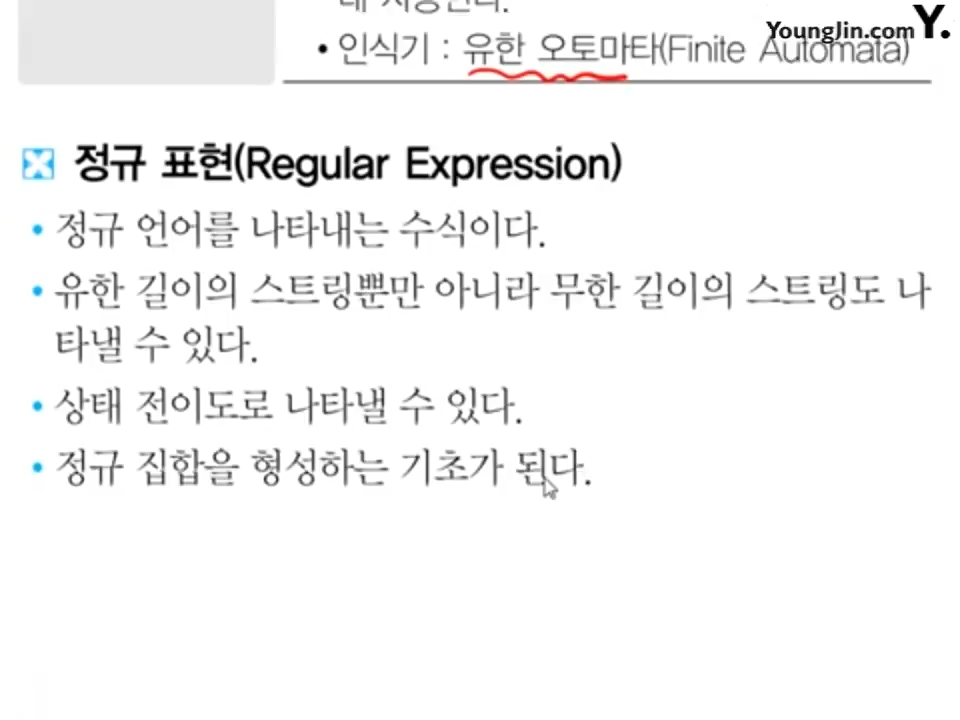 YoungJin.com Y.
• 인식기 : 유한 오토마타(Finite Automata)
정규 표현(Regular Expression)
• 정규 언어를 나타내는 수식이다.
• 유한 길이의 스트링뿐만 아니라 무한 길이의 스트링도 나
타낼 수 있다.
• 상태 전이도로 나타낼 수 있다.
• 정규 집합을 형성하는 기초가 된다.